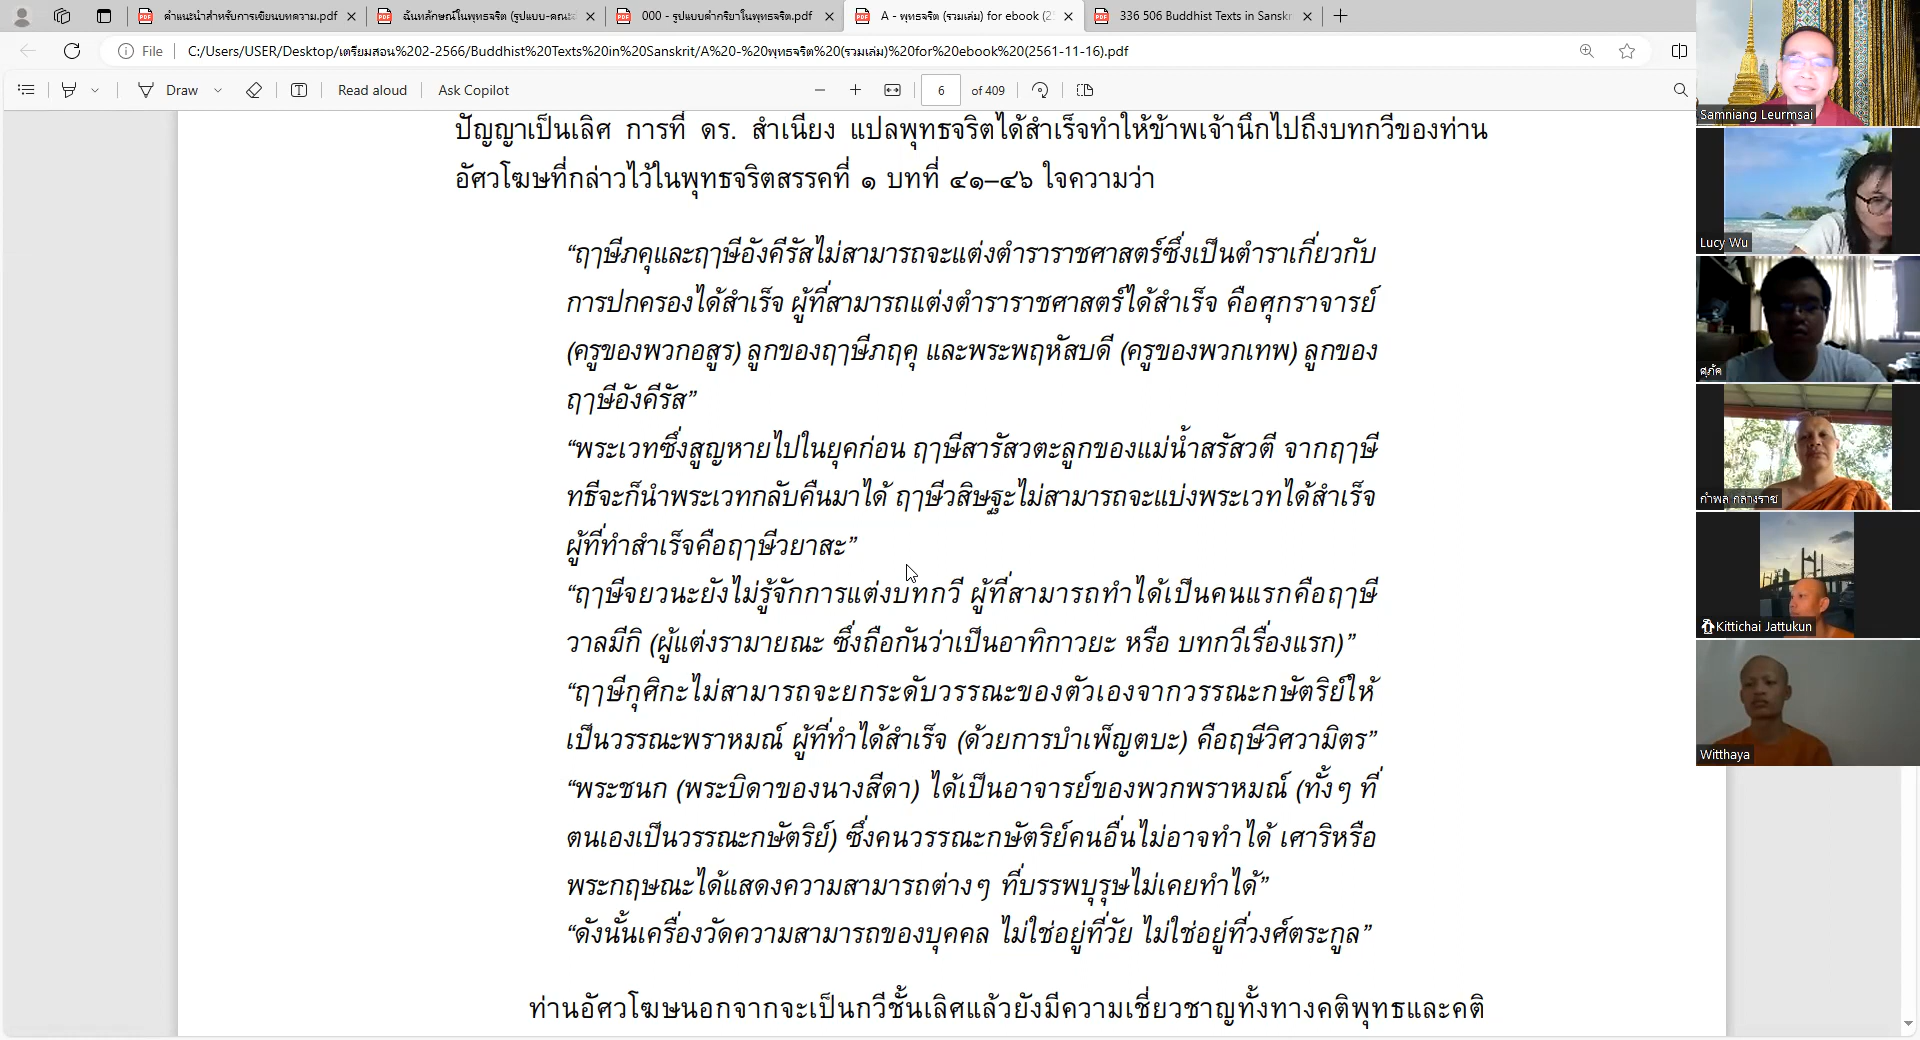 คำแนะนำสำหรับการเขียนบทความ.pdf
ฉันทลักษณ์ในพุทธจริต (รูปแบบ-คณะ
000 - รูปแบบคำกริยาในพุทธจริต.pdf
A - พุทธจริต (รวมเล่ม) for ebook (2
336 506 Buddhist Texts in Sanskr
File
C:/Users/USER/Desktop/เตรียมสอน%202-2566/Buddhist%20Texts%20in%20Sanskrit/A%20-%20พุทธจริต%20(รวมเล่ม)%20for%20ebook%20(2561-11-16).pdf
Draw
Read aloud
Ask Copilot
6
of 409
ปัญญาเป็นเลิศ การที่ ดร. สำเนียง แปลพุทธจริตได้สำเร็จทำให้ข้าพเจ้านึกไปถึงบทกวีของท่าน
อัศวโฆษที่กล่าวไว้ในพุทธจริตสรรคที่ ๑ บทที่ ๔๑–๔๖ ใจความว่า
“ฤๅษีภคุและฤๅษีอังคีรัสไม่สามารถจะแต่งตำราราชศาสตร์ซึ่งเป็นตำราเกี่ยวกับ
การปกครองได้สำเร็จ ผู้ที่สามารถแต่งตำราราชศาสตร์ได้สำเร็จ คือศุกราจารย์
(ครูของพวกอสูร) ลูกของฤๅษีภฤคุ และพระพฤหัสบดี (ครูของพวกเทพ) ลูกของ
ฤๅษีอังคีรัส”
“พระเวทซึ่งสูญหายไปในยุคก่อน ฤๅษีสารัสวตะลูกของแม่น้ำสรัสวตี จากฤๅษี
ทธีจะก็นำพระเวทกลับคืนมาได้ ฤๅษีวสิษฐะไม่สามารถจะแบ่งพระเวทได้สำเร็จ
ผู้ที่ทำสำเร็จคือฤๅษีวยาสะ”
“ฤๅษีจยวนะยังไม่รู้จักการแต่งบทกวี ผู้ที่สามารถทำได้เป็นคนแรกคือฤๅษี
วาลมีกิ (ผู้แต่งรามายณะ ซึ่งถือกันว่าเป็นอาทิกาวยะ หรือ บทกวีเรื่องแรก)”
“ฤๅษีกุศิกะไม่สามารถจะยกระดับวรรณะของตัวเองจากวรรณะกษัตริย์ให้
เป็นวรรณะพราหมณ์ ผู้ที่ทำได้สำเร็จ (ด้วยการบำเพ็ญตบะ) คือฤษีวิศวามิตร”
“พระชนก (พระบิดาของนางสีดา) ได้เป็นอาจารย์ของพวกพราหมณ์ (ทั้งๆ ที่
ตนเองเป็นวรรณะกษัตริย์) ซึ่งคนวรรณะกษัตริย์คนอื่นไม่อาจทำได้ เศาริหรือ
พระกฤษณะได้แสดงความสามารถต่างๆ ที่บรรพบุรุษไม่เคยทำได้”
“ดังนั้นเครื่องวัดความสามารถของบุคคล ไม่ใช่อยู่ที่วัย ไม่ใช่อยู่ที่วงศ์ตระกูล”
ท่านอัศวโฆษนอกจากจะเป็นกวีชั้นเลิศแล้วยังมีความเชี่ยวชาญทั้งทางคติพุทธและคติ
Samniang Leurmsai
Lucy Wu
ศุภัค
กำพล กลางราช
Kittichai Jattukun
Witthaya